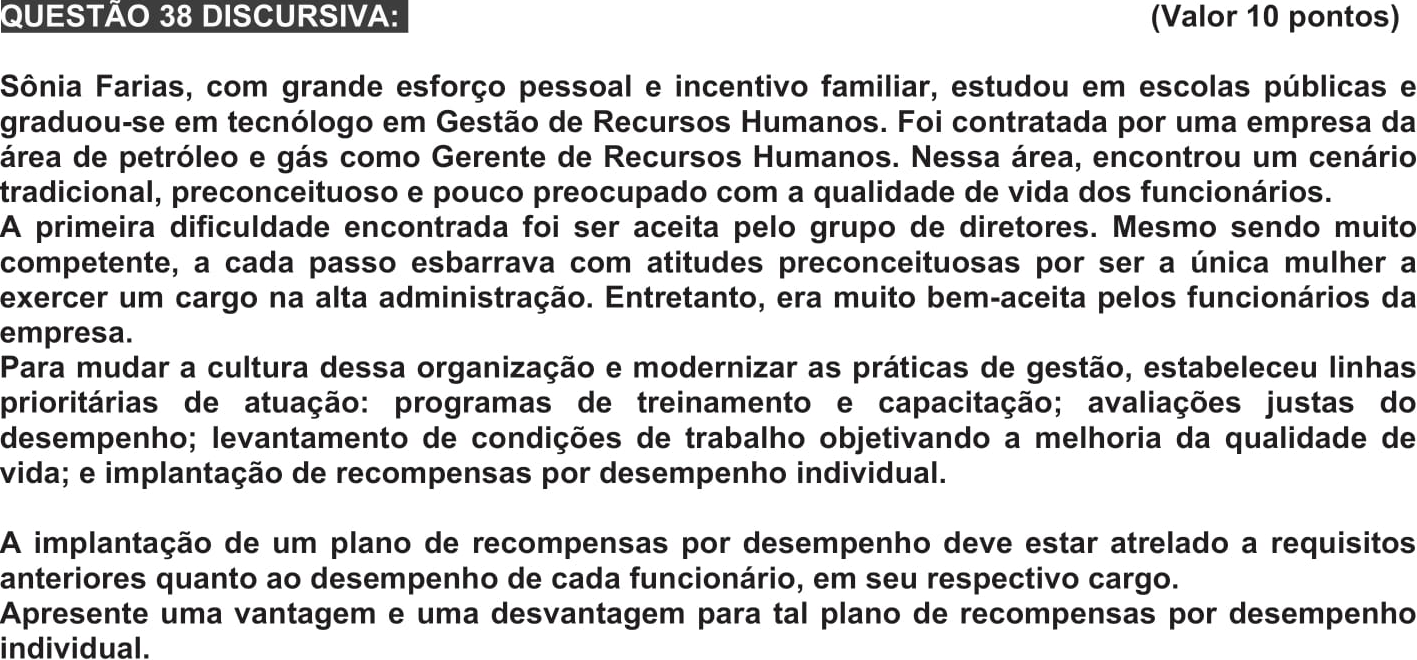 QUESTÃO 38 DISCURSIVA: (Valor 10 pontos)
Sônia Farias, com grande esforço pessoal e incentivo familiar, estudou em escolas públicas e
graduou-se em tecnólogo em Gestão de Recursos Humanos. Foi contratada por uma empresa da
área de petróleo e gás como Gerente de Recursos Humanos. Nessa área, encontrou um cenário
tradicional, preconceituoso e pouco preocupado com a qualidade de vida dos funcionários.
A primeira dificuldade encontrada foi ser aceita pelo grupo de diretores. Mesmo sendo muito
competente, a cada passo esbarrava com atitudes preconceituosas por ser a única mulher a
exercer um cargo na alta administração. Entretanto, era muito bem-aceita pelos funcionários da
empresa.
Para mudar a cultura dessa organização e modernizar as práticas de gestão, estabeleceu linhas
prioritárias de atuação: programas de treinamento e capacitação; avaliações justas do
desempenho; levantamento de condições de trabalho objetivando a melhoria da qualidade de
vida; e implantação de recompensas por desempenho individual.
A implantação de um plano de recompensas por desempenho deve estar atrelado a requisitos
anteriores quanto ao desempenho de cada funcionário, em seu respectivo cargo.
Apresente uma vantagem e uma desvantagem para tal plano de recompensas por desempenho
individual.